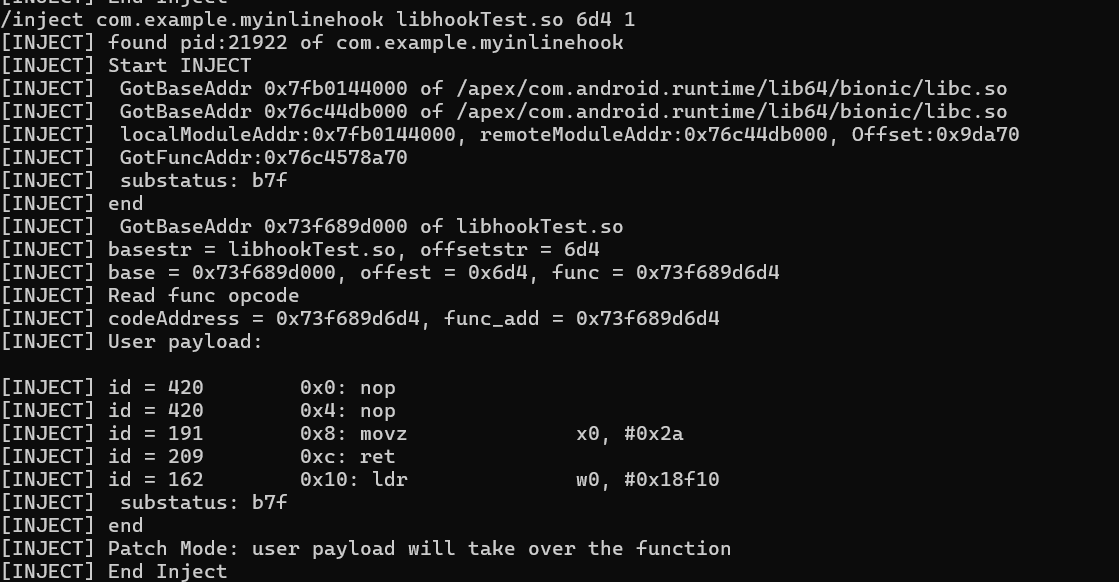 /inject com.example.myinlinehook libhookTest.so 6d4 1
[INJECT] found pid:21922 of com.example.myinlinehook
[INJECT] Start INJECT
[INJECT]  GotBaseAddr 0x7fb0144000 of /apex/com.android.runtime/lib64/bionic/libc.so
[INJECT]  GotBaseAddr 0x76c44db000 of /apex/com.android.runtime/lib64/bionic/libc.so
[INJECT]  localModuleAddr:0x7fb0144000, remoteModuleAddr:0x76c44db000, Offset:0x9da70
[INJECT]  GotFuncAddr:0x76c4578a70
[INJECT]  substatus: b7f
[INJECT] end
[INJECT]  GotBaseAddr 0x73f689d000 of libhookTest.so
[INJECT] basestr = libhookTest.so, offsetstr = 6d4
[INJECT] base = 0x73f689d000, offest = 0x6d4, func = 0x73f689d6d4
[INJECT] Read func opcode
[INJECT] codeAddress = 0x73f689d6d4, func_add = 0x73f689d6d4
[INJECT] User payload:
[INJECT] id = 420        0x0: nop
[INJECT] id = 420        0x4: nop
[INJECT] id = 191        0x8: movz              x0, #0x2a
[INJECT] id = 209        0xc: ret
[INJECT] id = 162        0x10: ldr              w0, #0x18f10
[INJECT]  substatus: b7f
[INJECT] end
[INJECT] Patch Mode: user payload will take over the function
[INJECT] End Inject